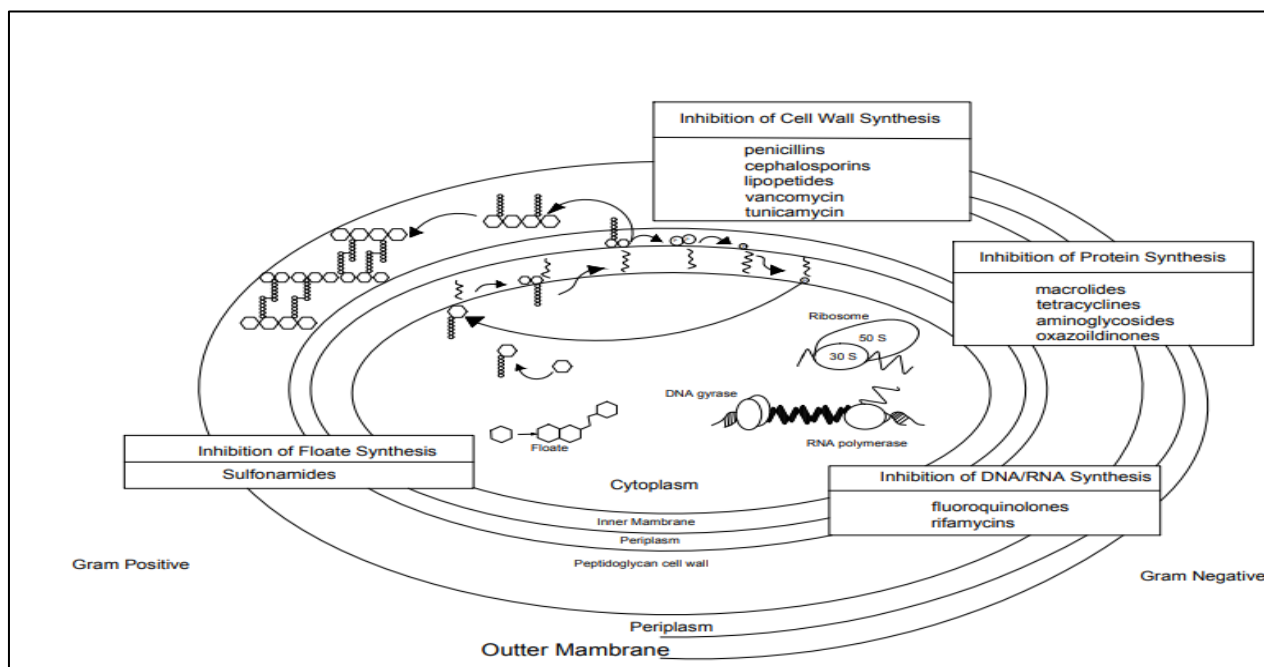 Inhibition of Cell Wall Synthesis
penicillins
cephalosporins
lipopetides
vancomycin
tunicamycin
Inhibition of Protein Synthesis
macrolides
tetracyclines
aminoglycosides
oxazoildinones
Ribosome
50 S
30 S
DNA gyrase
RNA polymerase
Floate
Inhibition of Floate Synthesis
Sulfonamides
Cytoplasm
Inhibition of DNA/RNA Synthesis
fluoroquinolones
rifamycins
Inner Mambrane
Periplasm
Peptidoglycan cell wall
Gram Positive
Gram Negative
Periplasm
Outter Mambrane